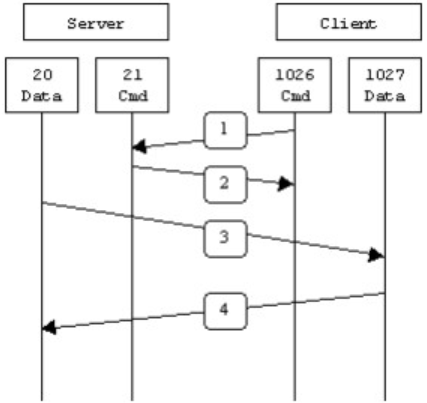 Server
Client
20
Data
21
Cmd
1026
Cmd
1027
Data
1
2
3
4